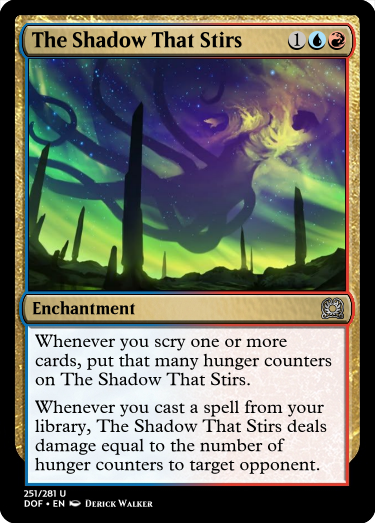 The Shadow That Stirs 1
Enchantment
Whenever you scry one or more
cards, put that many hunger counters
on The Shadow That Stirs.
Whenever you cast a spell from your
library, The Shadow That Stirs deals
damage equal to the number of
hunger counters to target opponent.
251/281 U
DOF • EN Derick Walker